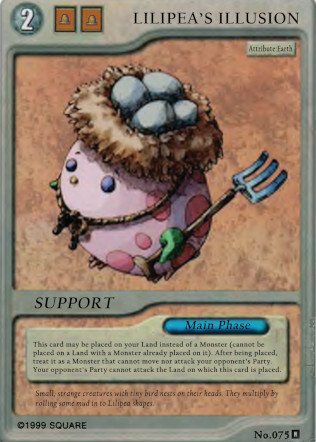 2
LILIPEA'S ILLUSION
Attribute:Earth
SUPPORT
Main Phase
This card may be placed on your Land instead of a Monster (cannot be
placed on a Land with a Monster already placed on it). After being placed,
treat it as a Monster that cannot move nor attack your opponent's Party.
Your opponent's Party cannot attack the Land on which this card is placed.
Small, strange creatures with tiny bird nests on their heads. They multiply by
rolling some mud in to Lilipea shapes
©1999 SQUARE
No.075